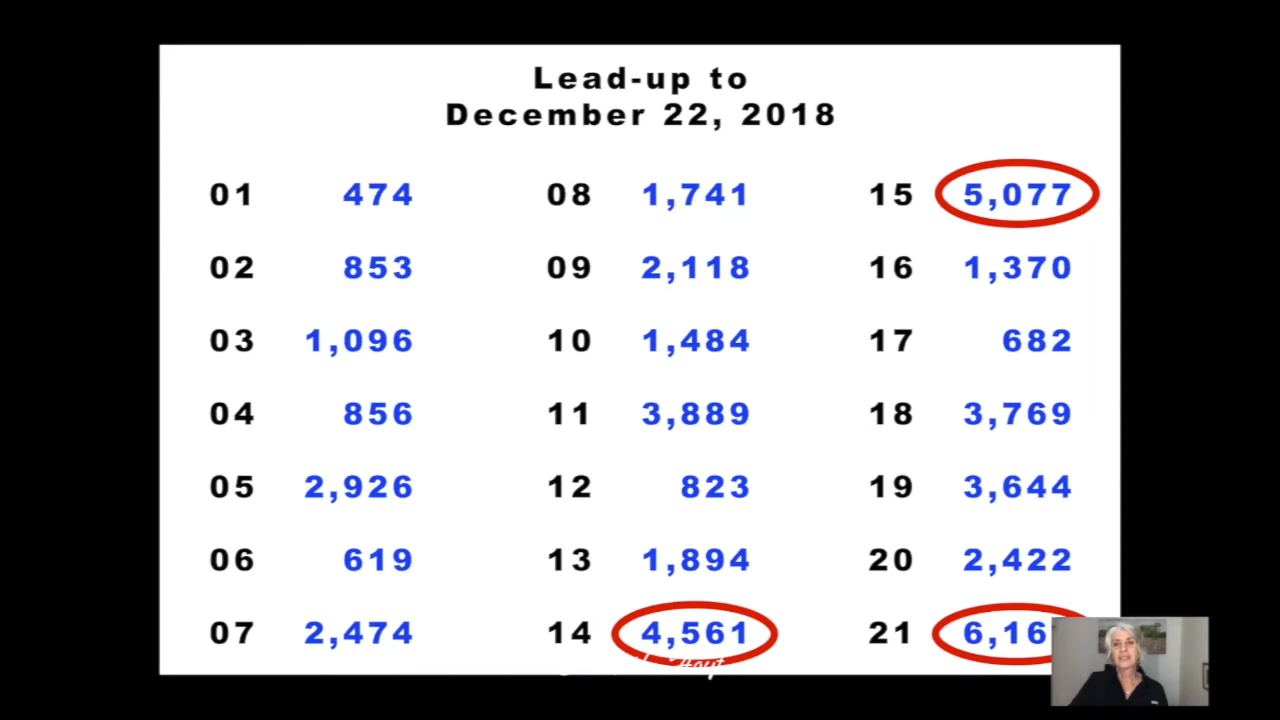 Lead-up to
December 22, 2018
01 474 08 1,741 15 5,077
02 853 09 2,118 16 1,370
03 1,096 10 1,484 17 682
04 856 11 3,889 18 3,769
05 2,926 12 823 19 3,644
06 619 13 1,894 20 2,422
07 2,474 14 4,561 21 6,16